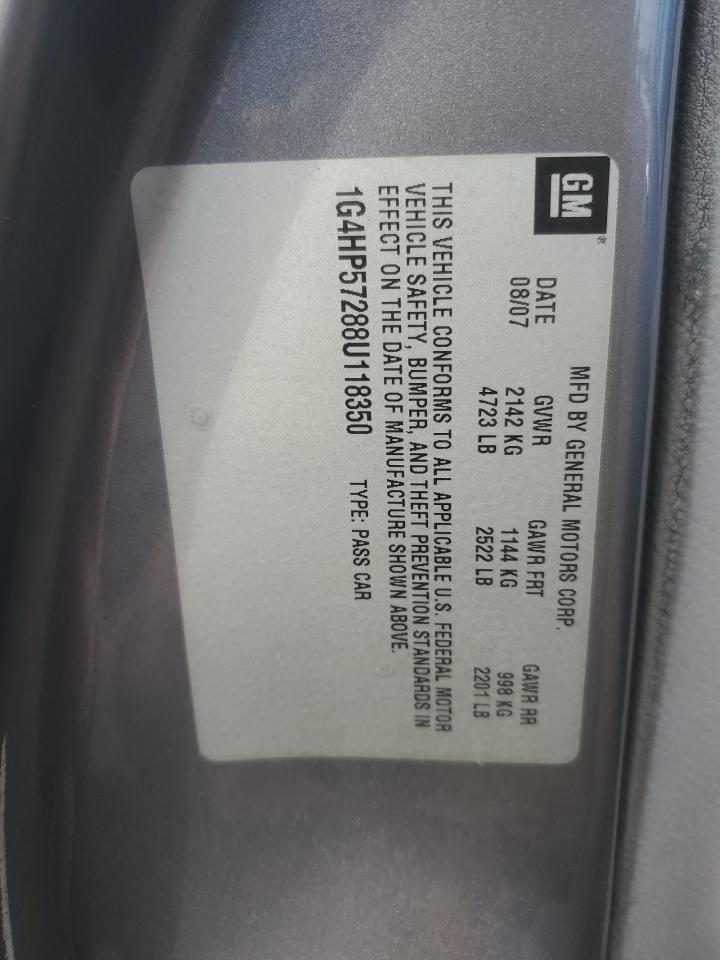 GM®
MFD BY GENERAL MOTORS CORP.
DATE GVWR GAWR FRT GAWR RR
08/07 2142 KG 1144 KG 998 KG
4723 LB 2522 LB 2201 LB
THIS VEHICLE CONFORMS TO ALL APPLICABLE U.S. FEDERAL MOTOR
VEHICLE SAFETY, BUMPER, AND THEFT PREVENTION STANDARDS IN
EFFECT ON THE DATE OF MANUFACTURE SHOWN ABOVE.
1G4HP57288U118350 TYPE: PASS CAR